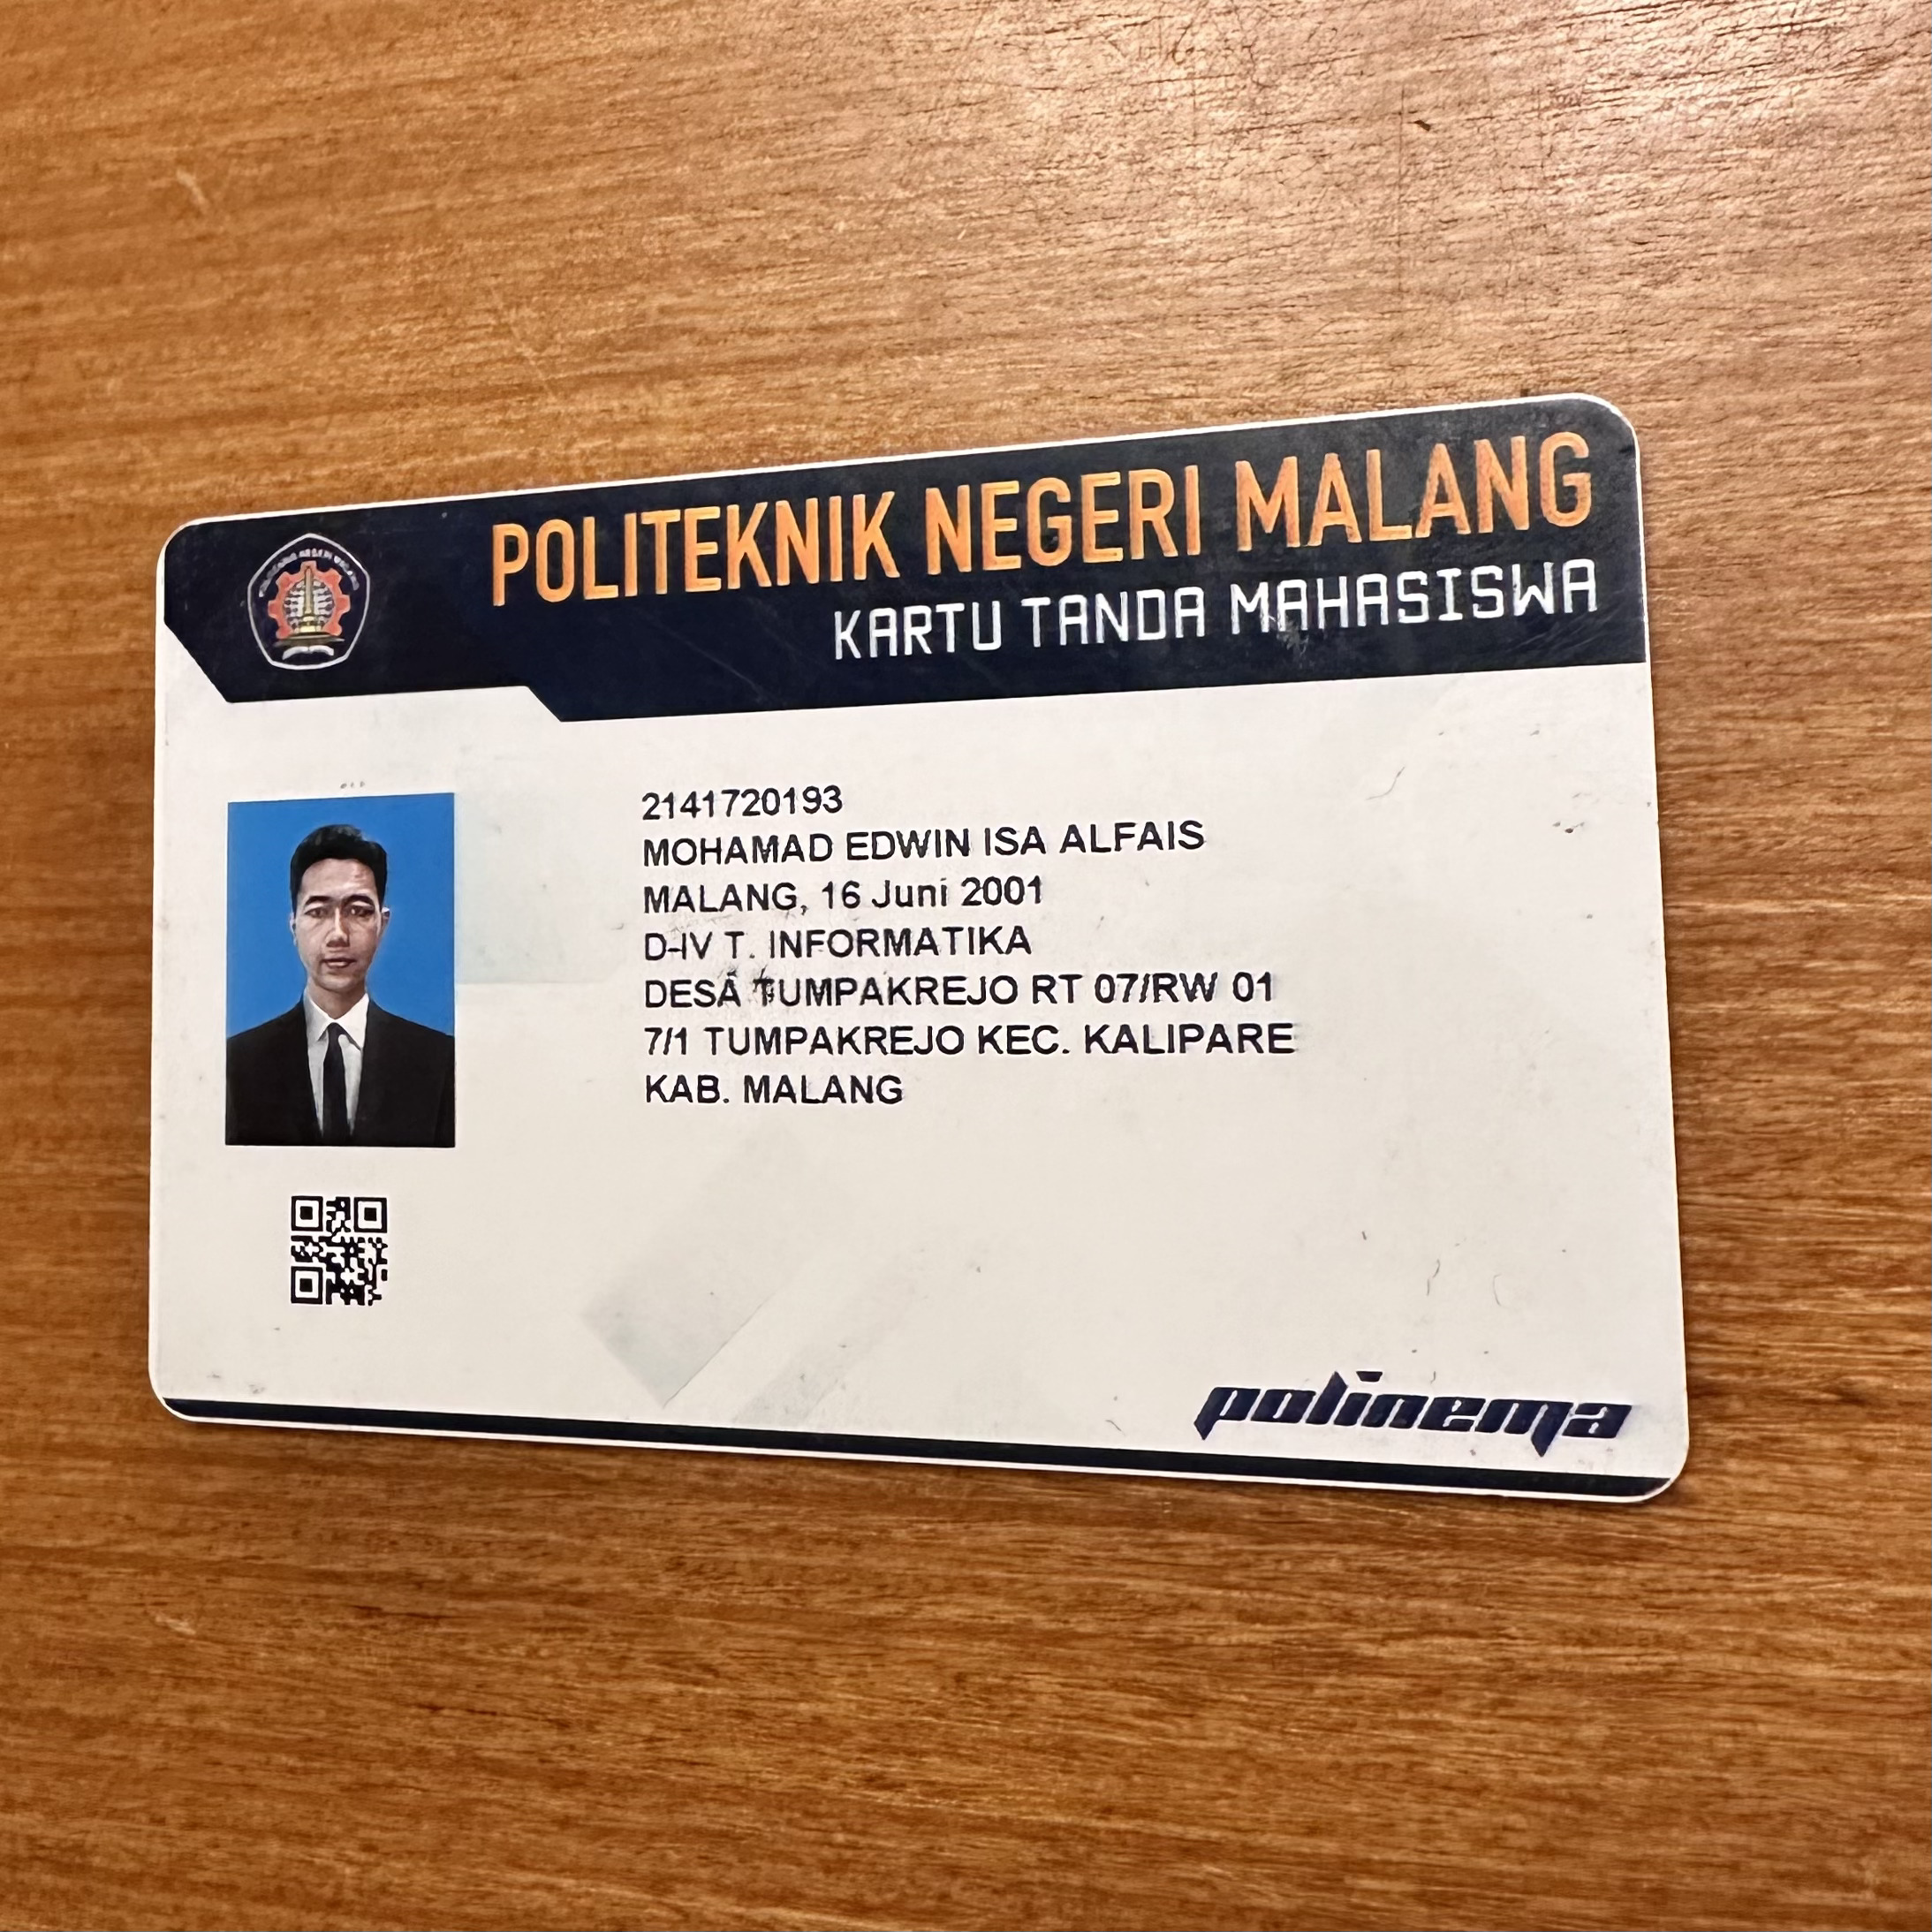 POLITEKNIK NEGERI MALANG
KARTU TANDA MAHASISWA
2141720193
MOHAMAD EDWIN ISA ALFAIS
MALANG, 16 Juni 2001
D-IV T. INFORMATIKA
DESA TUMPAKREJO RT 07/RW 01
7/1 TUMPAKREJO KEC. KALIPARE
KAB. MALANG
polinema